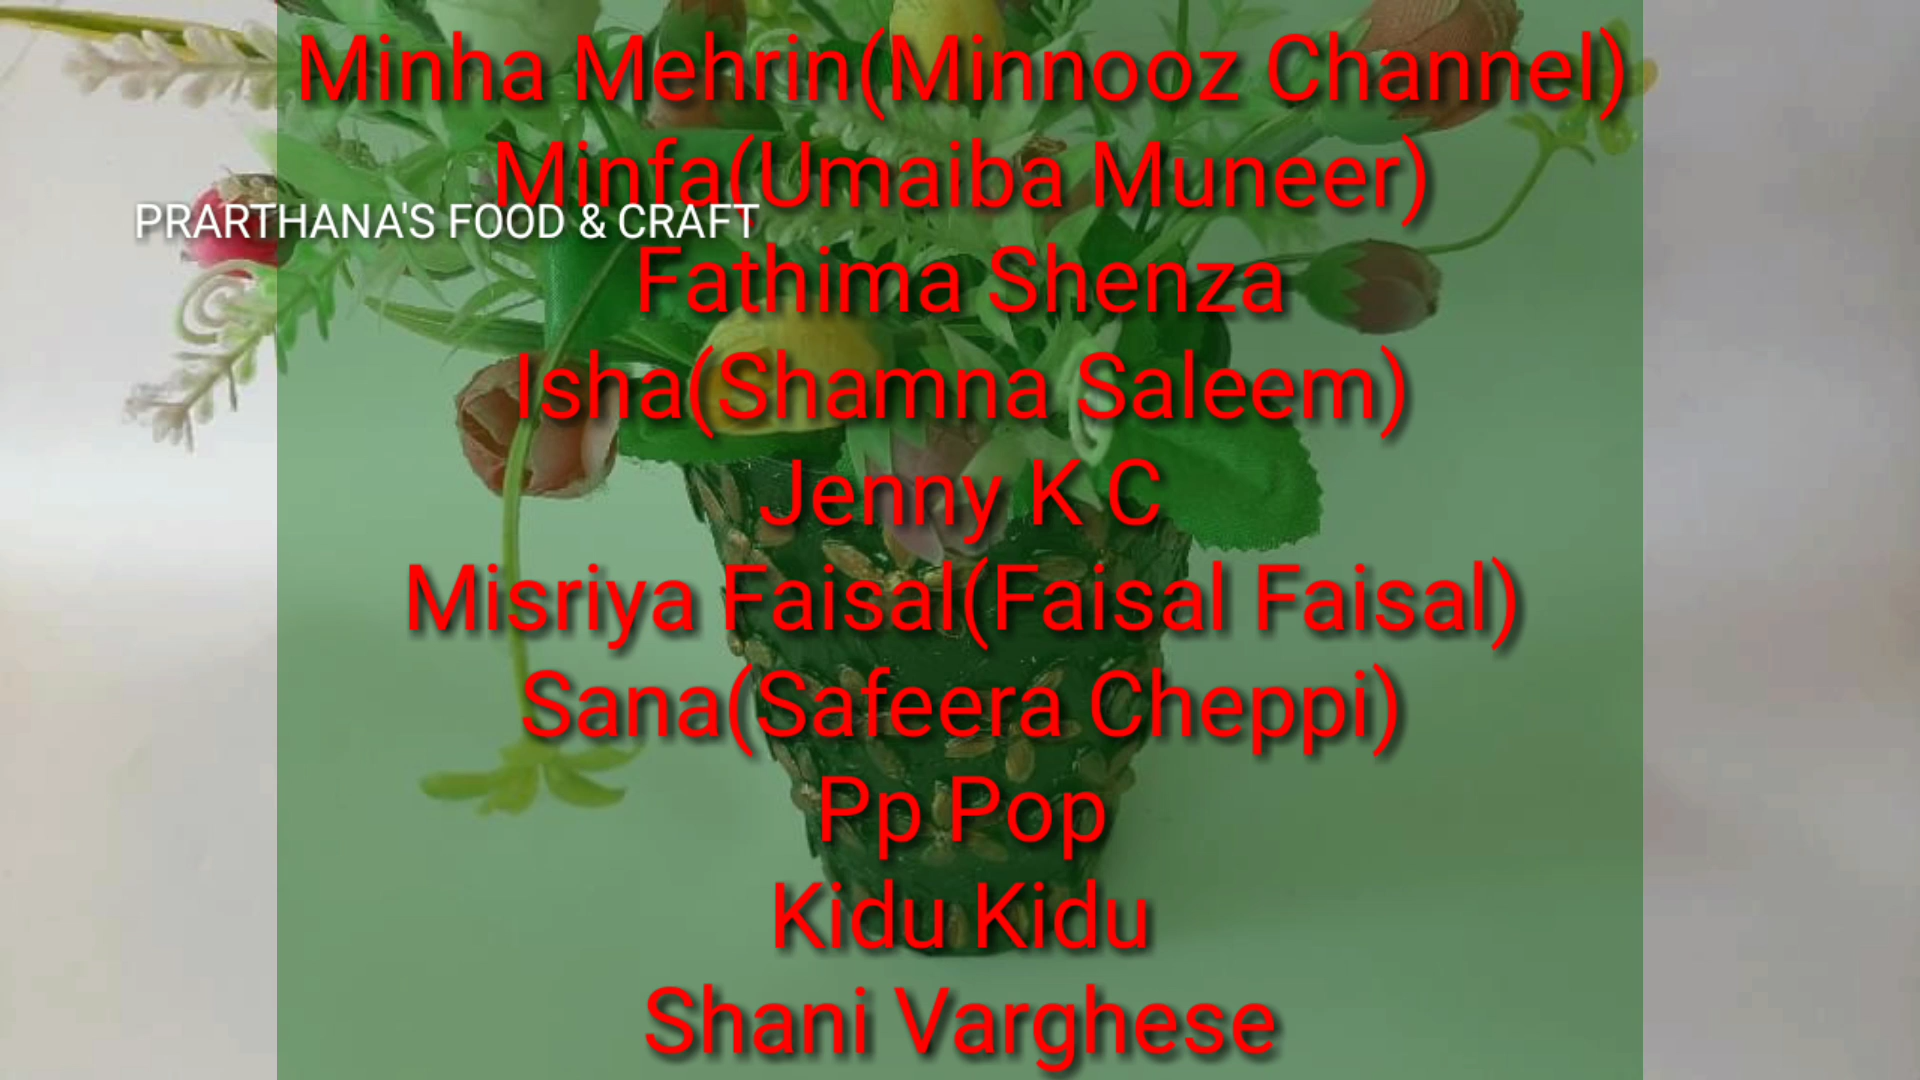 Minha Mehrin(Minnooz Channel)
Minfa(Umaiba Muneer)
PRARTHANA'S FOOD & CRAFT
Fathima Shenza
Isha(Shamna Saleem)
Jenny K C
Misriya Faisal(Faisal Faisal)
Sana(Safeera Cheppi)
Pp Pop
Kidu Kidu
Shani Varghese